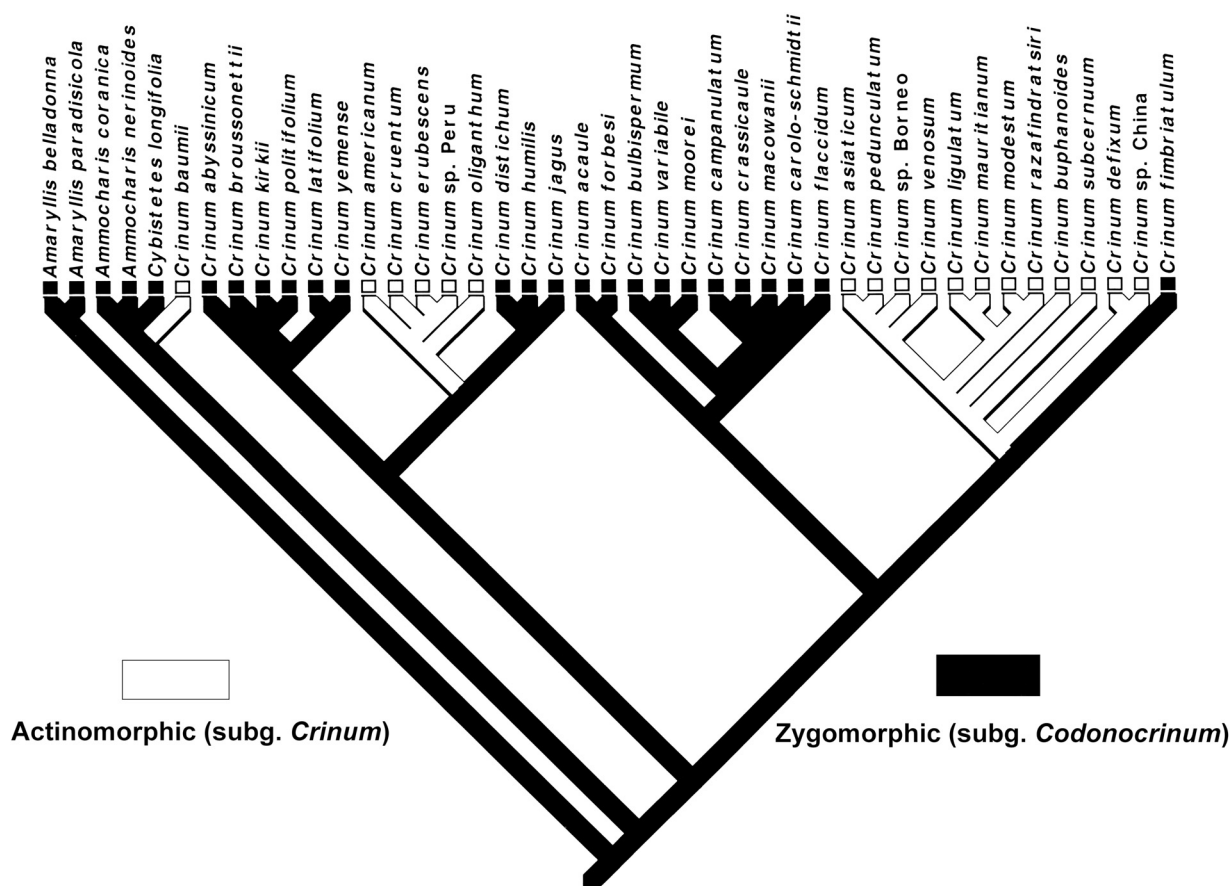 Amaryllis belladonna
Amaryllis paradisicola
Ammocharis coranica
Ammocharis nerinoides
Cybistetes longifolia
Crinum baumii
Crinum abyssinicum
Crinum broussonettii
Crinum kirkii
Crinum politifolium
Crinum latifolium
Crinum yemense
Crinum americanum
Crinum cruentum
Crinum erubescens
Crinum sp. Peru
Crinum oliganthum
Crinum distichum
Crinum humilis
Crinum jagus
Crinum acaule
Crinum forbesi
Crinum bulbispermum
Crinum variabile
Crinum moorei
Crinum campanulatum
Crinum crassicaule
Crinum macowanii
Crinum carolo-schmidtii
Crinum flaccidum
Crinum asiaticum
Crinum pedunculatum
Crinum sp. Borneo
Crinum venosum
Crinum ligulatum
Crinum mauritianum
Crinum modestum
Crinum razafindratsiri
Crinum buphanoides
Crinum subcernuum
Crinum defixum
Crinum sp. China
Crinum fimbriatulum
Actinomorphic (subg. Crinum)
Zygomorphic (subg. Codonocrinum)